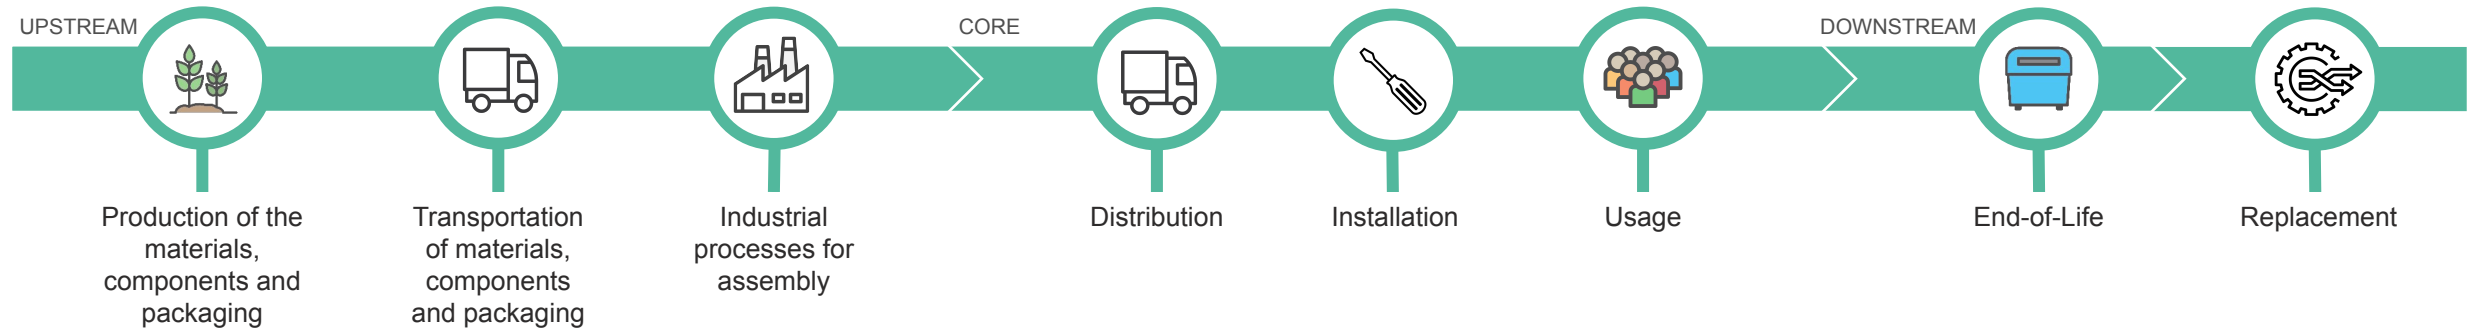 UPSTREAM
CORE
DOWNSTREAM
Production of the
materials,
components and
packaging
Transportation
of materials,
components
and packaging
Industrial
processes for
assembly
Distribution
Installation
Usage
End-of-Life
Replacement